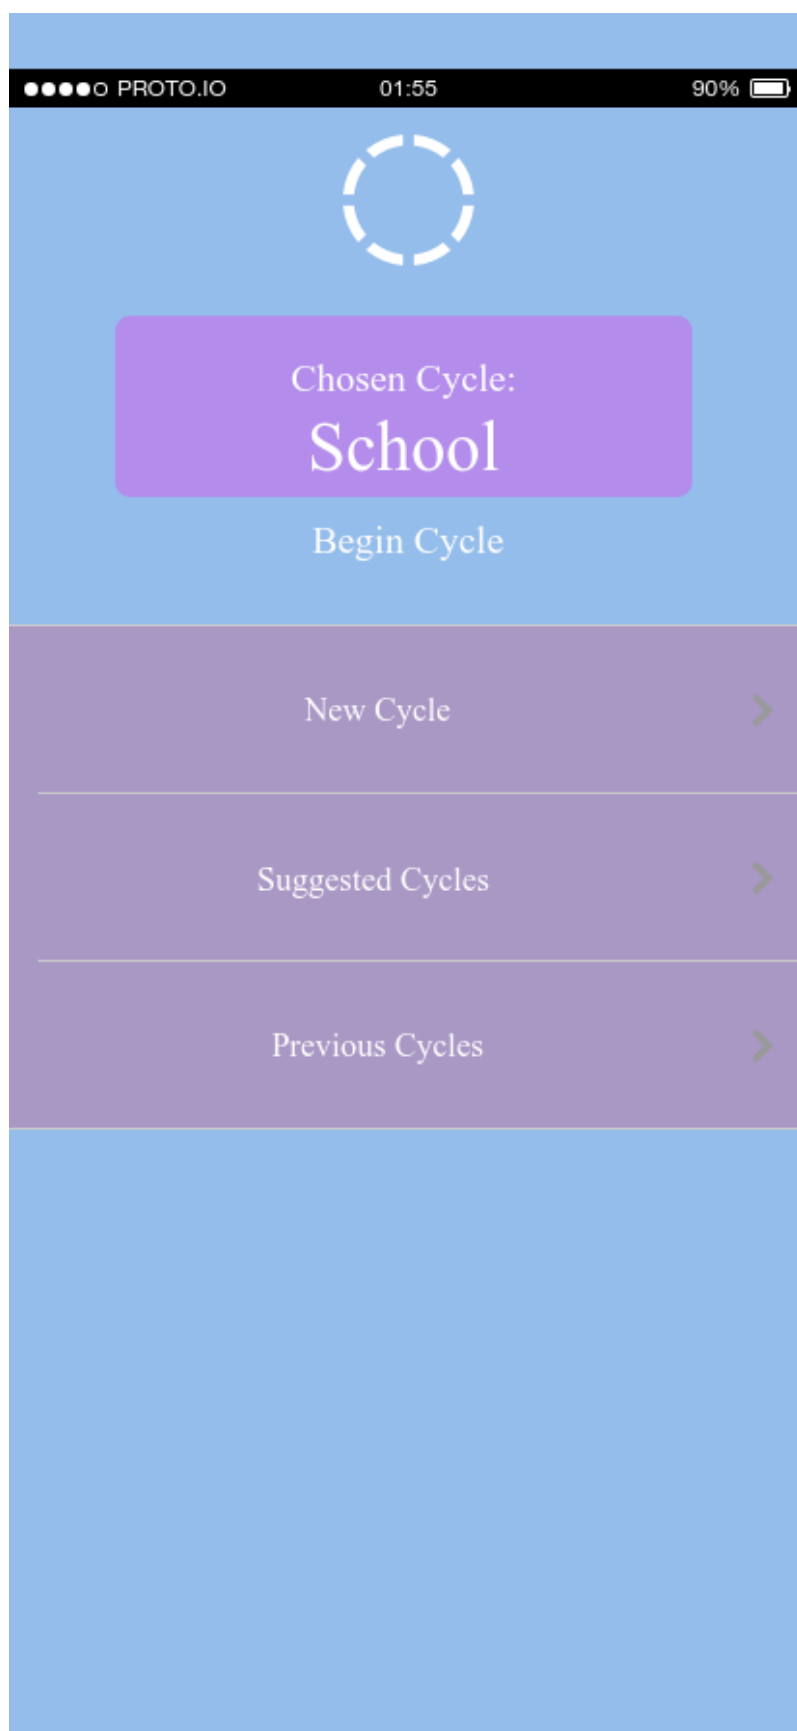 PROTO.IO 01:55 90%
Chosen Cycle:
School
Begin Cycle
New Cycle
Suggested Cycles
Previous Cycles